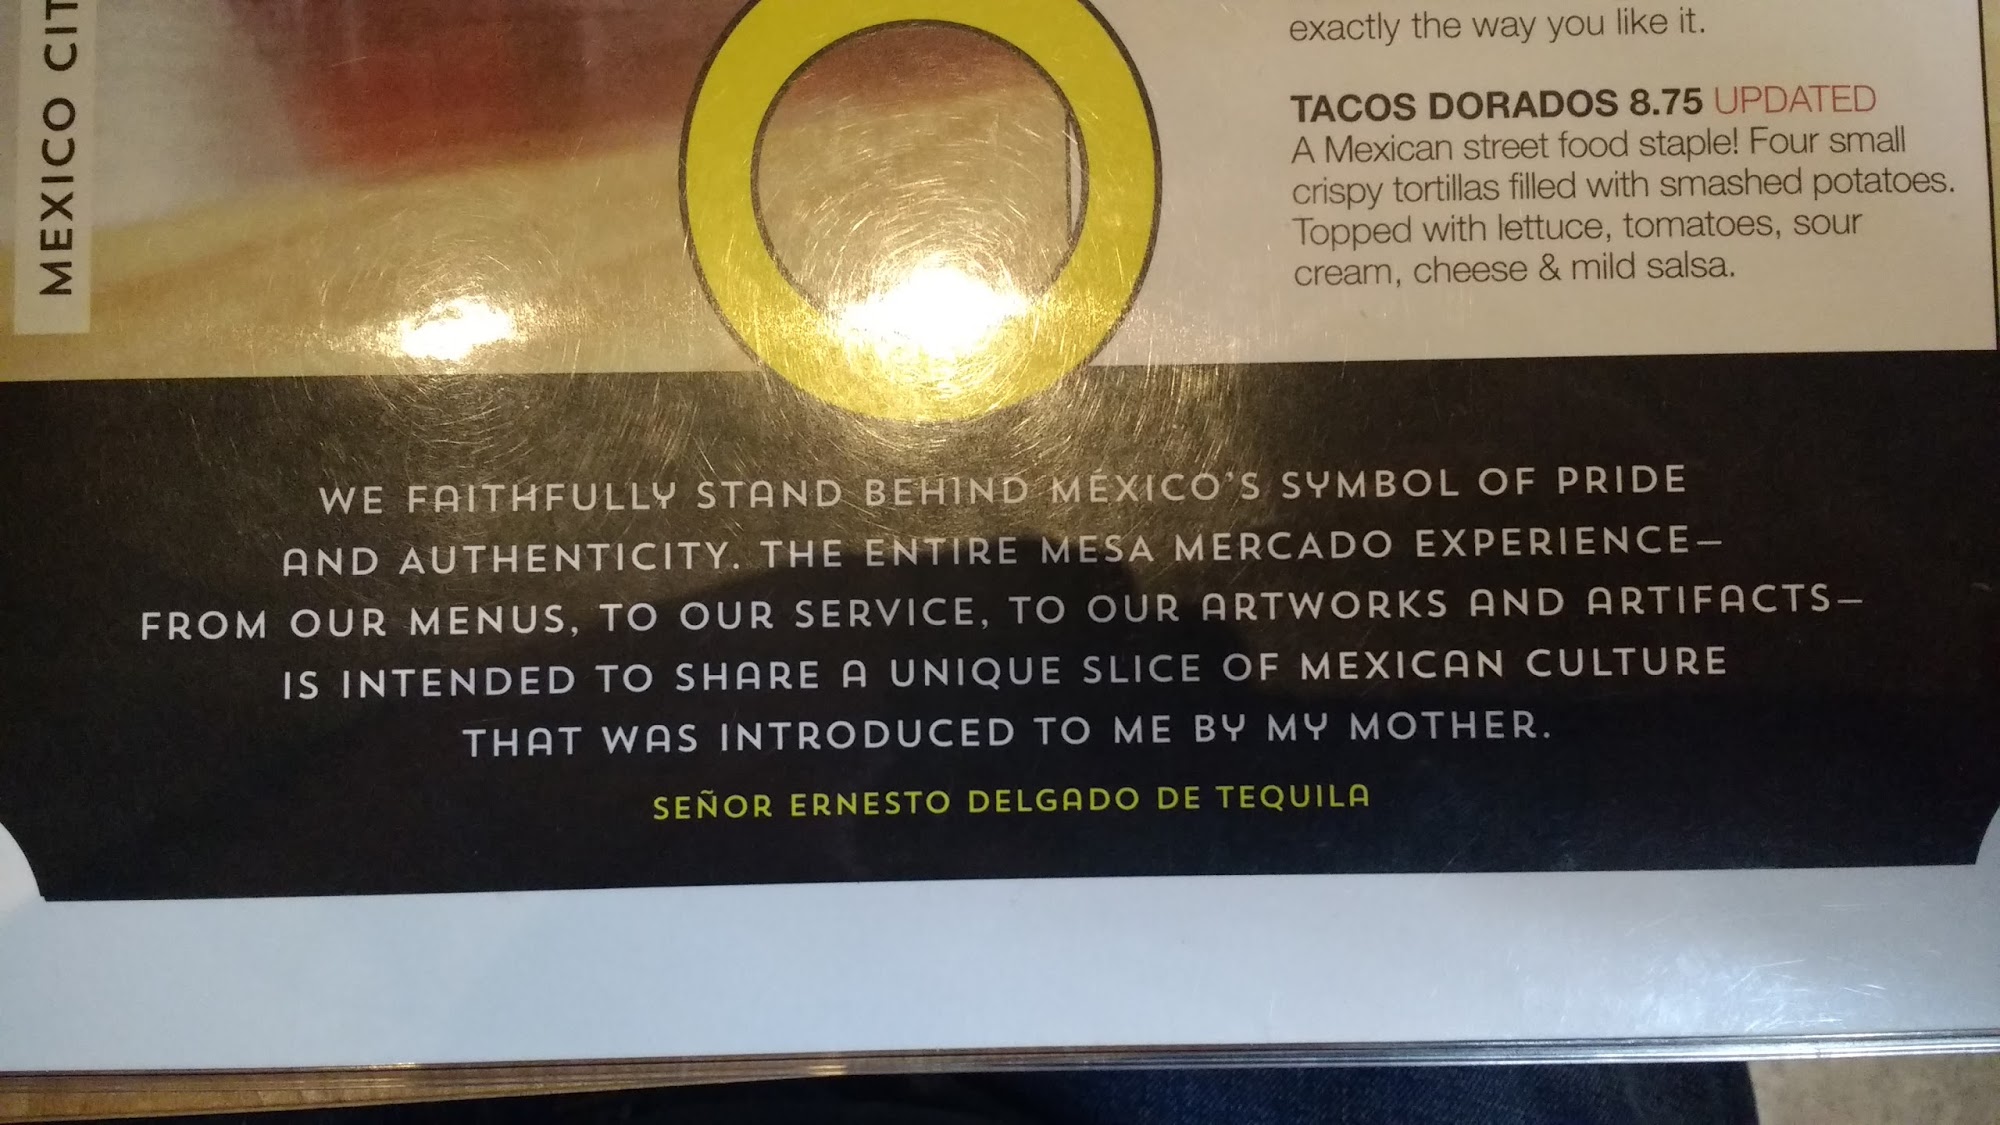 MEXICO CIT
exactly the way you like it.
TACOS DORADOS 8.75 UPDATED
A Mexican street food staple! Four small
crispy tortillas filled with smashed potatoes.
Topped with lettuce, tomatoes, sour
cream, cheese & mild salsa.
WE FAITHFULLY STAND BEHIND MÉXICO'S SYMBOL OF PRIDE
AND AUTHENTICITY. THE ENTIRE MESA MERCADO EXPERIENCE—
FROM OUR MENUS, TO OUR SERVICE, TO OUR ARTWORKS AND ARTIFACTS—
IS INTENDED TO SHARE A UNIQUE SLICE OF MEXICAN CULTURE
THAT WAS INTRODUCED TO ME BY MY MOTHER.
SEÑOR ERNESTO DELGADO DE TEQUILA